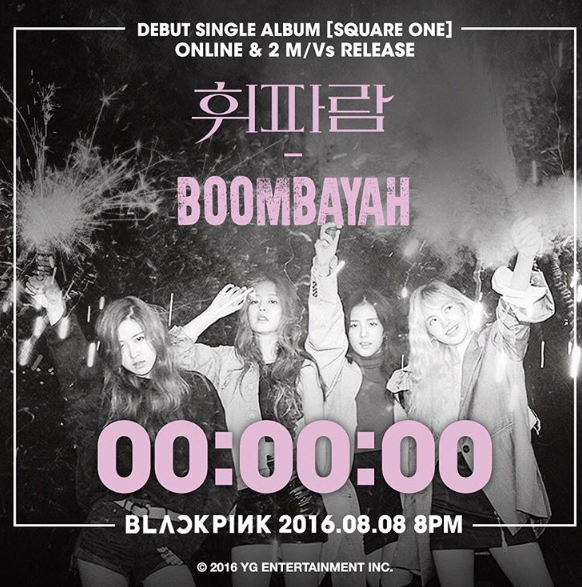 DEBUT SINGLE ALBUM [SQUARE ONE]
ONLINE & 2 M/Vs RELEASE
휘파람
–
BOOMBAYAH
00:00:00
BLACKPINK 2016.08.08 8PM
© 2016 YG ENTERTAINMENT INC.